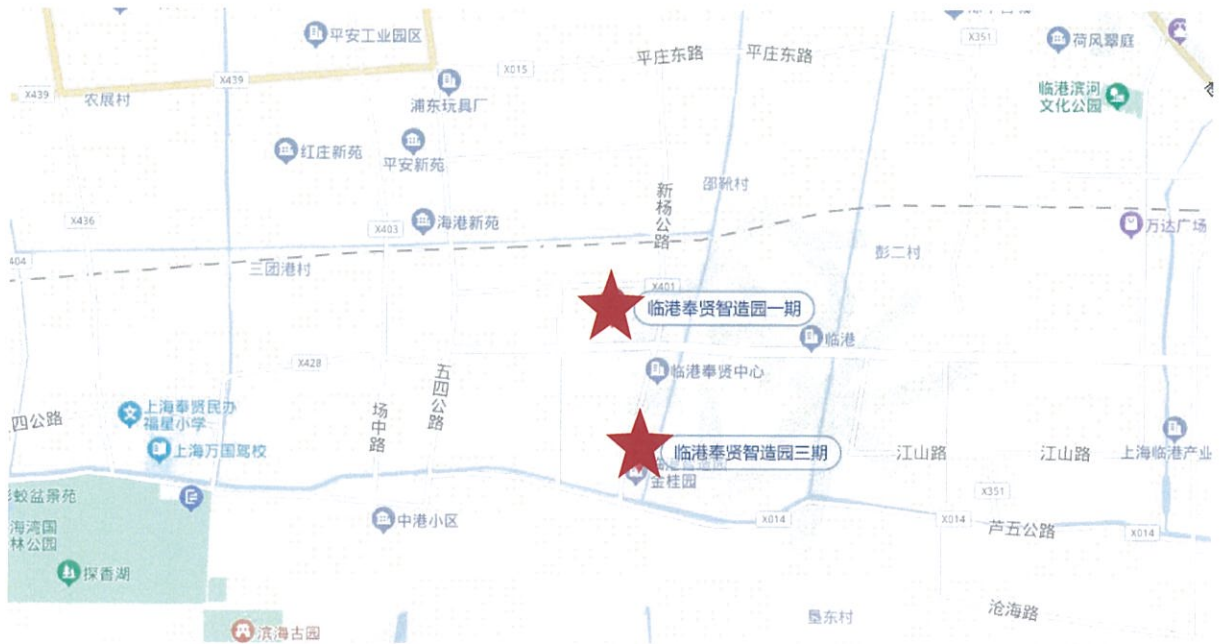 平安工业园区
X351
荷风翠庭
平庄东路
平庄东路
X439
X015
X439
农展村
浦东玩具厂
临港滨河
文化公园
红庄新苑
平安新苑
邵靴村
新杨公路
X436
X403
海港新苑
万达广场
404
三团港村
彭二村
X401
临港奉贤智造园一期
临港
X428
临港奉贤中心
五四公路
场中路
上海奉贤民办
福星小学
四公路
上海万国驾校
临港奉贤智造园三期
江山路
江山路
上海临港产业
金桂园
蛟盆景苑
X351
中港小区
X014
X014
芦五公路
X014
海湾国
林公园
探香湖
沧海路
垦东村
滨海古园